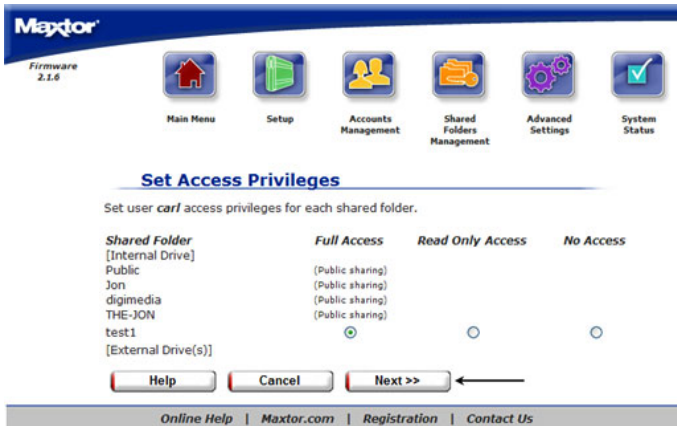 Maxtor
Firmware
2.1.6
Main Menu
Setup
Accounts
Management
Shared
Folders
Management
Advanced
Settings
System
Status
Set Access Privileges
Set user carl access privileges for each shared folder.
Shared Folder Full Access Read Only Access No Access
[Internal Drive]
Public (Public sharing)
Jon (Public sharing)
digimedia (Public sharing)
THE-JON (Public sharing)
test1
[External Drive(s)]
Help Cancel Next >>
Online Help | Maxtor.com | Registration | Contact Us